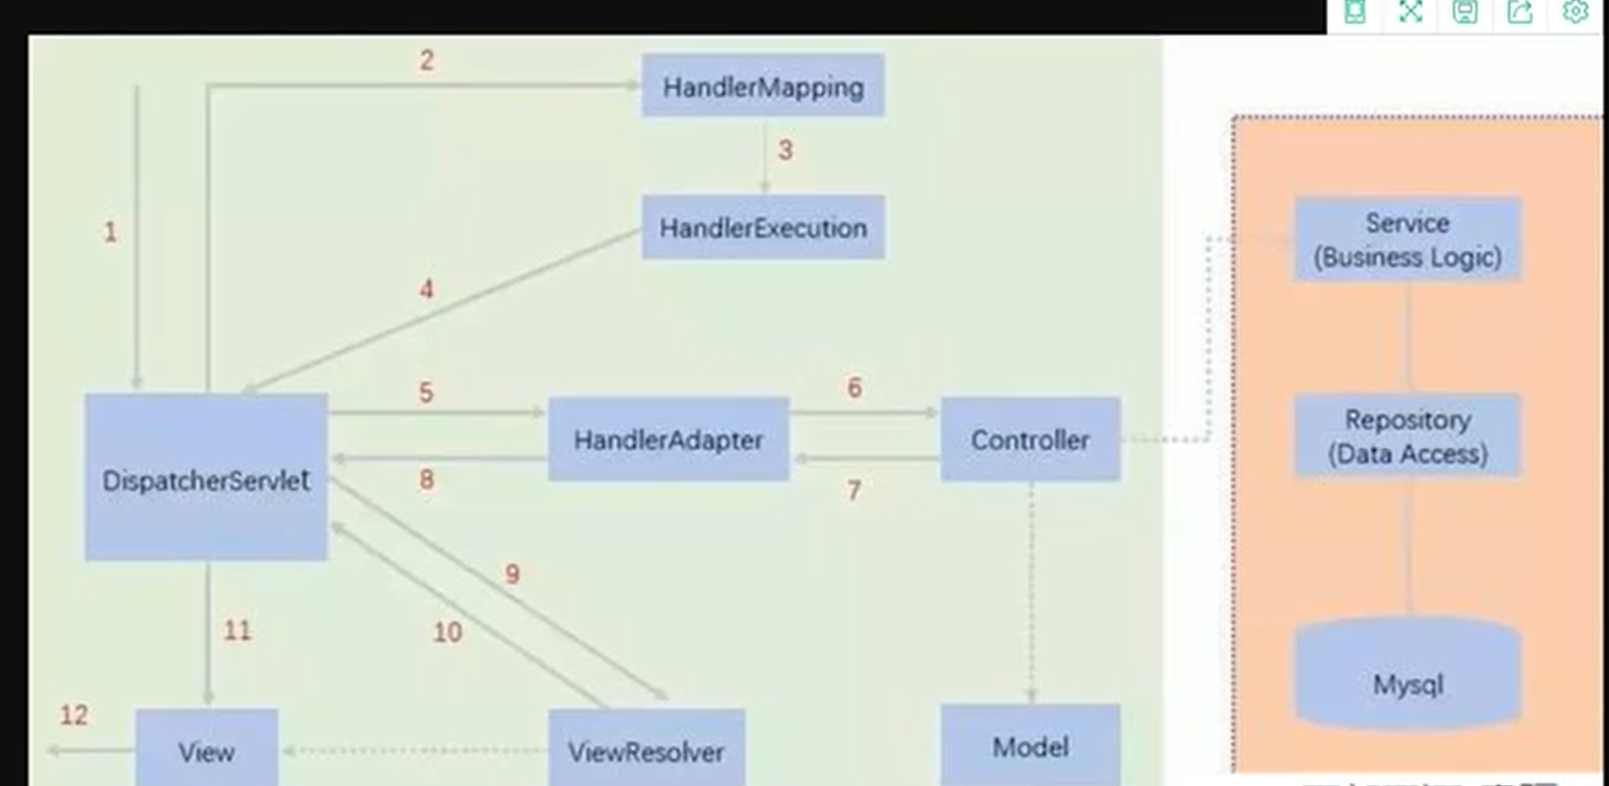 2
HandlerMapping
3
1
HandlerExecution
Service
(Business Logic)
4
5
6
DispatcherServlet
HandlerAdapter
Controller
Repository
(Data Access)
8
7
9
10
11
Mysql
12
View
ViewResolver
Model